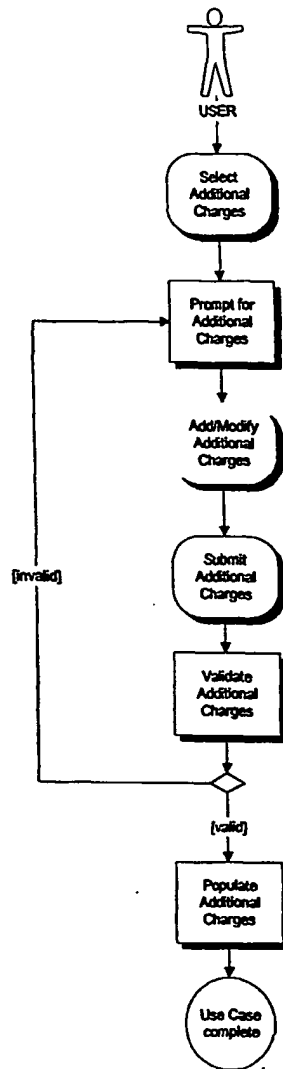 USER
Select
Additional
Charges
Prompt for
Additional
Charges
Add/Modify
Additional
Charges
Submit
Additional
Charges
[invalid]
Validate
Additional
Charges
[valid]
Populate
Additional
Charges
Use Case
complete